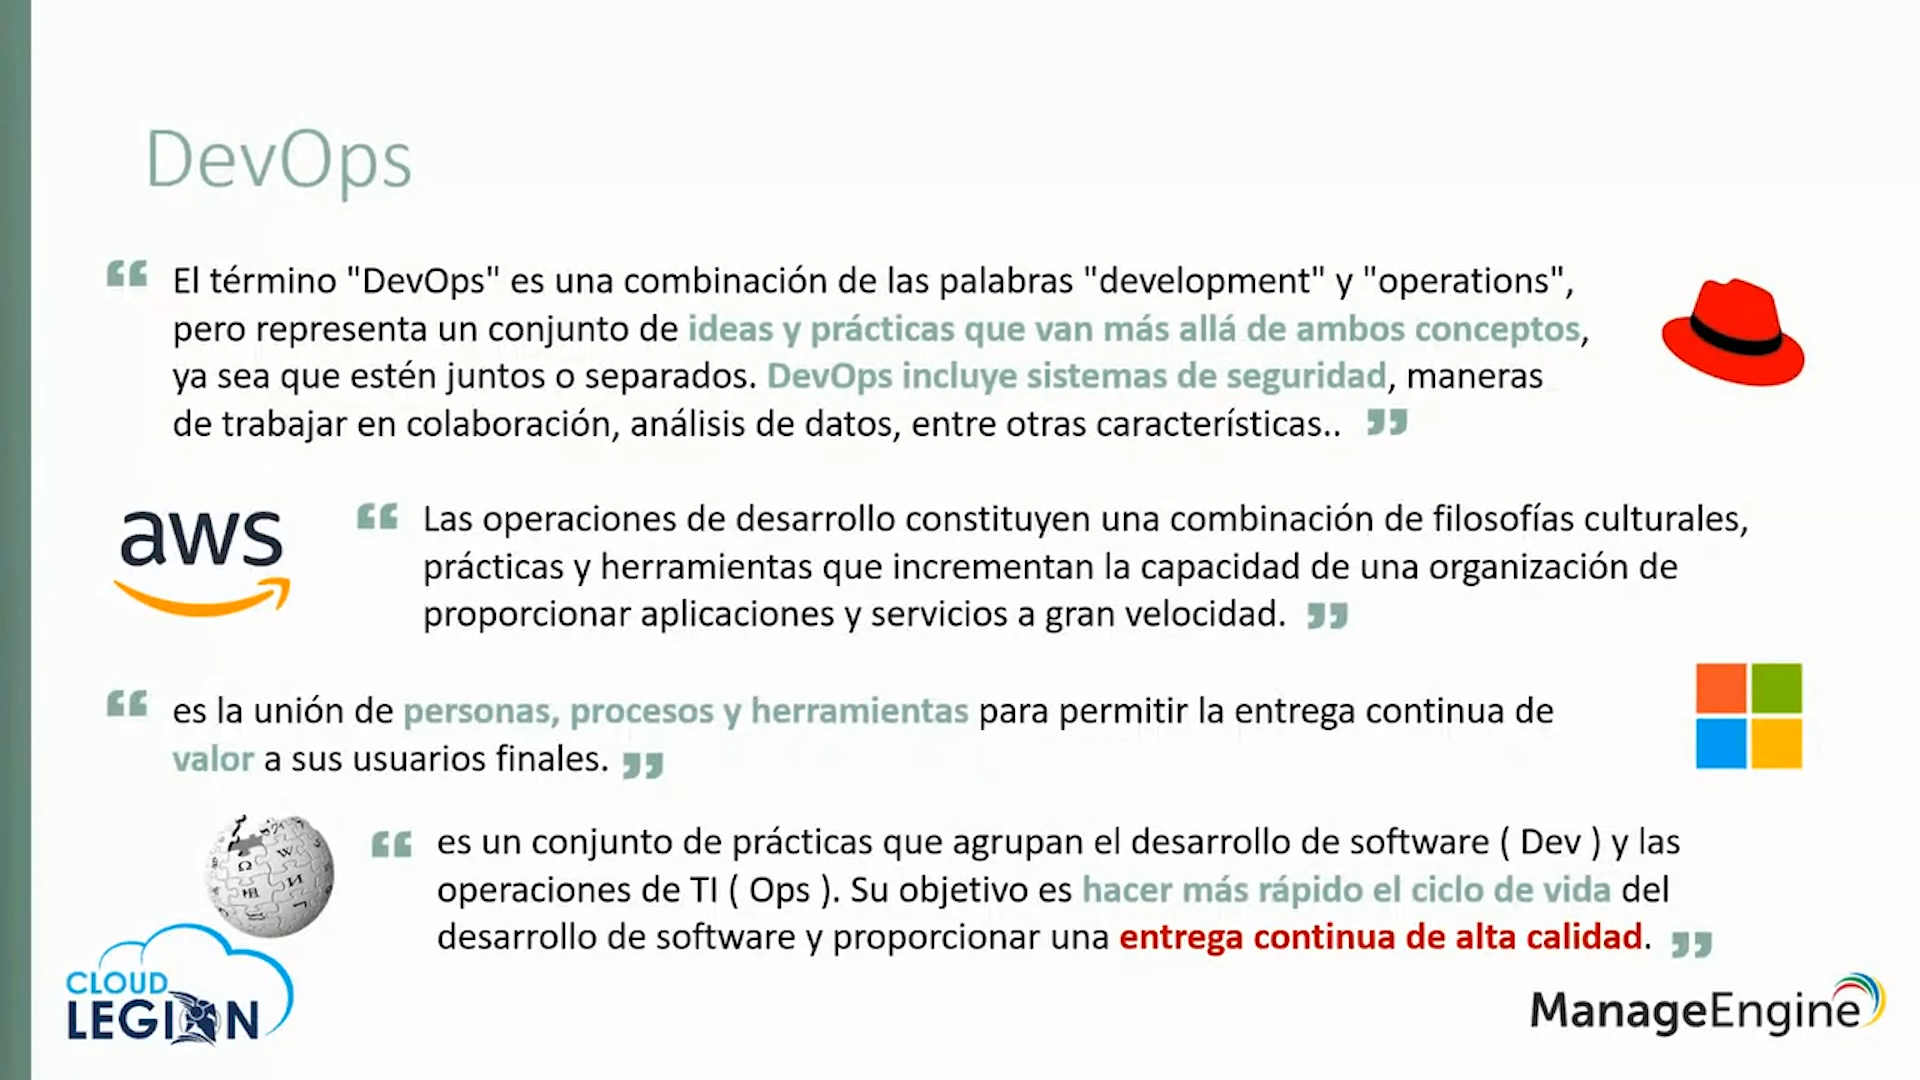 DevOps
El término "DevOps" es una combinación de las palabras "development" y "operations",
pero representa un conjunto de ideas y prácticas que van más allá de ambos conceptos,
ya sea que estén juntos o separados. DevOps incluye sistemas de seguridad, maneras
de trabajar en colaboración, análisis de datos, entre otras características..
aws
Las operaciones de desarrollo constituyen una combinación de filosofías culturales,
prácticas y herramientas que incrementan la capacidad de una organización de
proporcionar aplicaciones y servicios a gran velocidad.
es la unión de personas, procesos y herramientas para permitir la entrega continua de
valor a sus usuarios finales.
es un conjunto de prácticas que agrupan el desarrollo de software ( Dev ) y las
operaciones de TI ( Ops ). Su objetivo es hacer más rápido el ciclo de vida del
desarrollo de software y proporcionar una entrega continua de alta calidad.
CLOUD
LEGION
ManageEngine